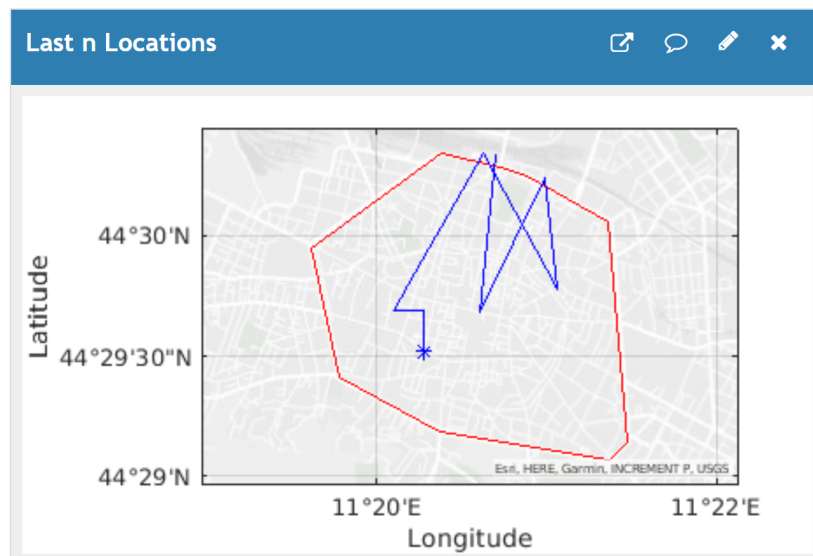 Last n Locations
44°30'N
44°29'30"N
44°29'N
Latitude
Esri, HERE, Garmin, INCREMENT P, USGS
11°20'E
11°22'E
Longitude